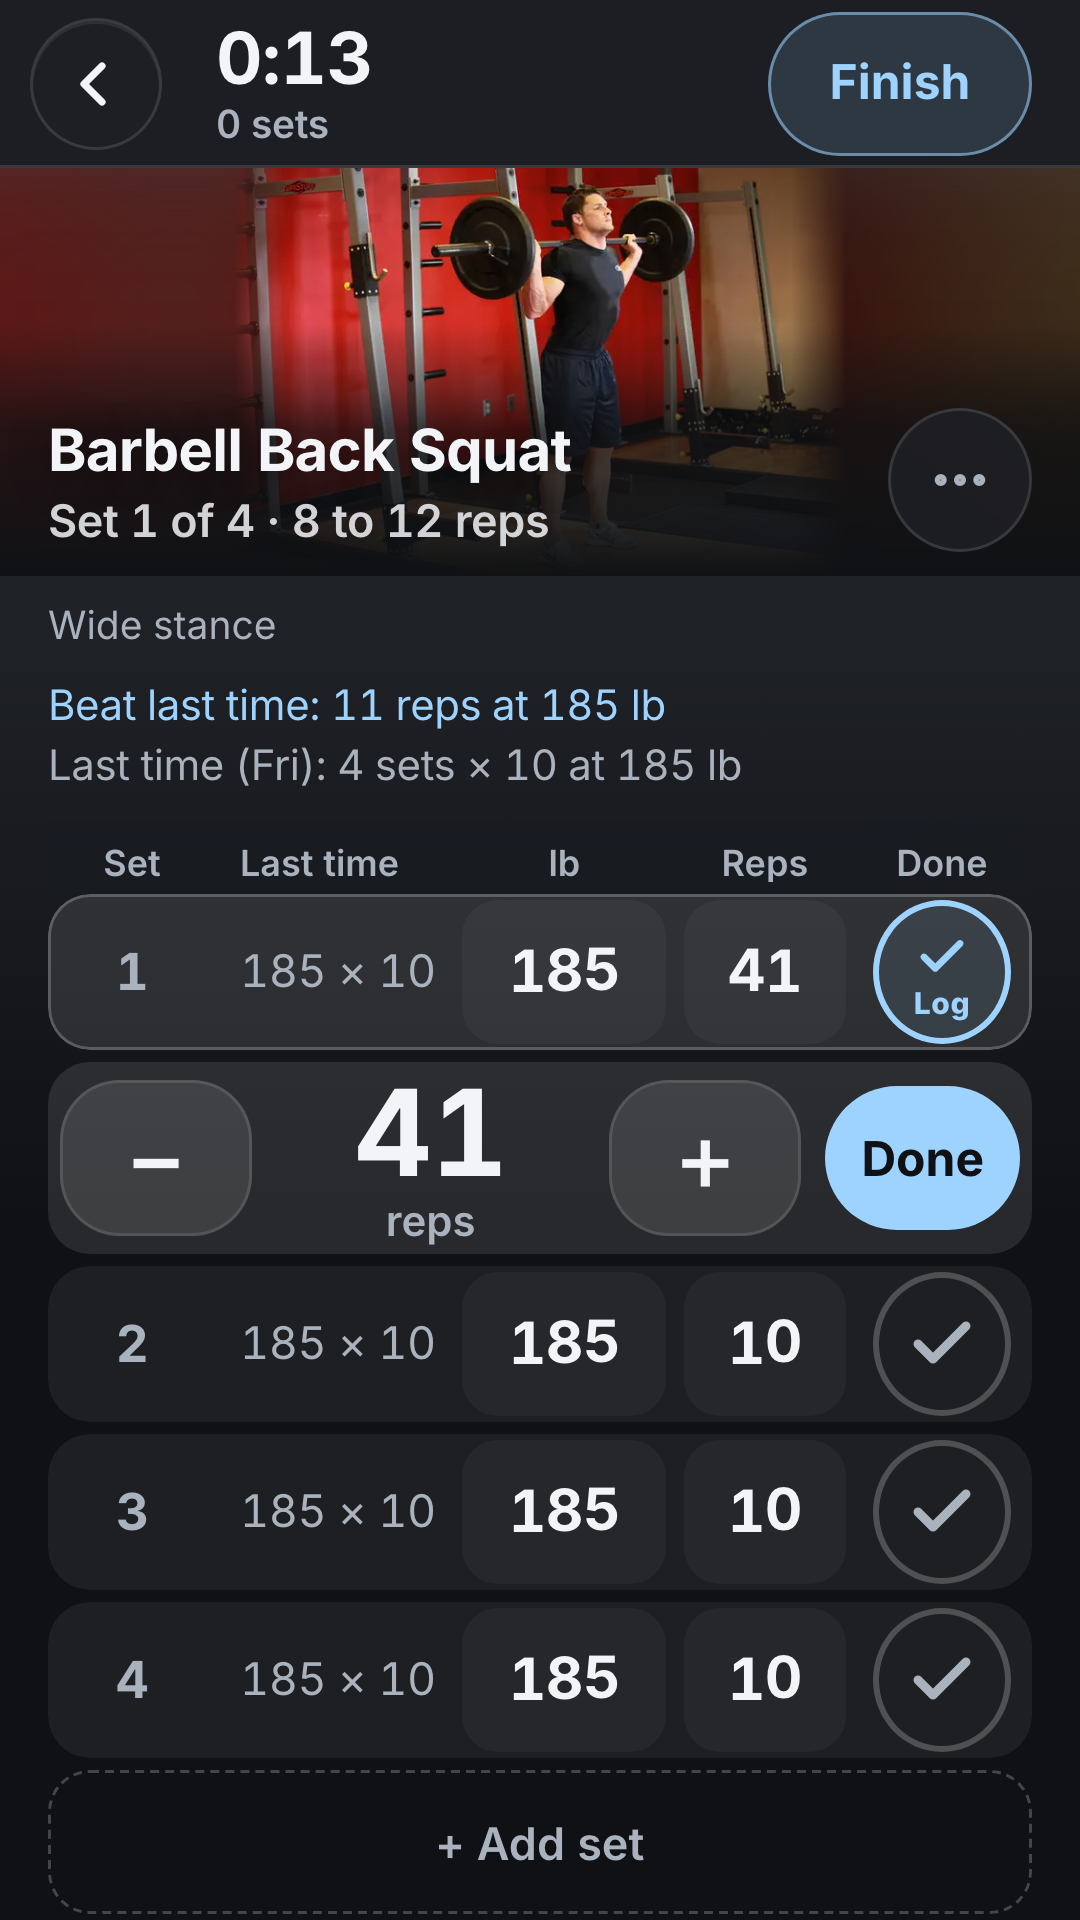 0:13
0 sets
Finish
Barbell Back Squat
Set 1 of 4 · 8 to 12 reps
Wide stance
Beat last time: 11 reps at 185 lb
Last time (Fri): 4 sets × 10 at 185 lb
Set Last time lb Reps Done
1 185 × 10 185 41 Log
− 41 + Done
reps
2 185 × 10 185 10
3 185 × 10 185 10
4 185 × 10 185 10
+ Add set